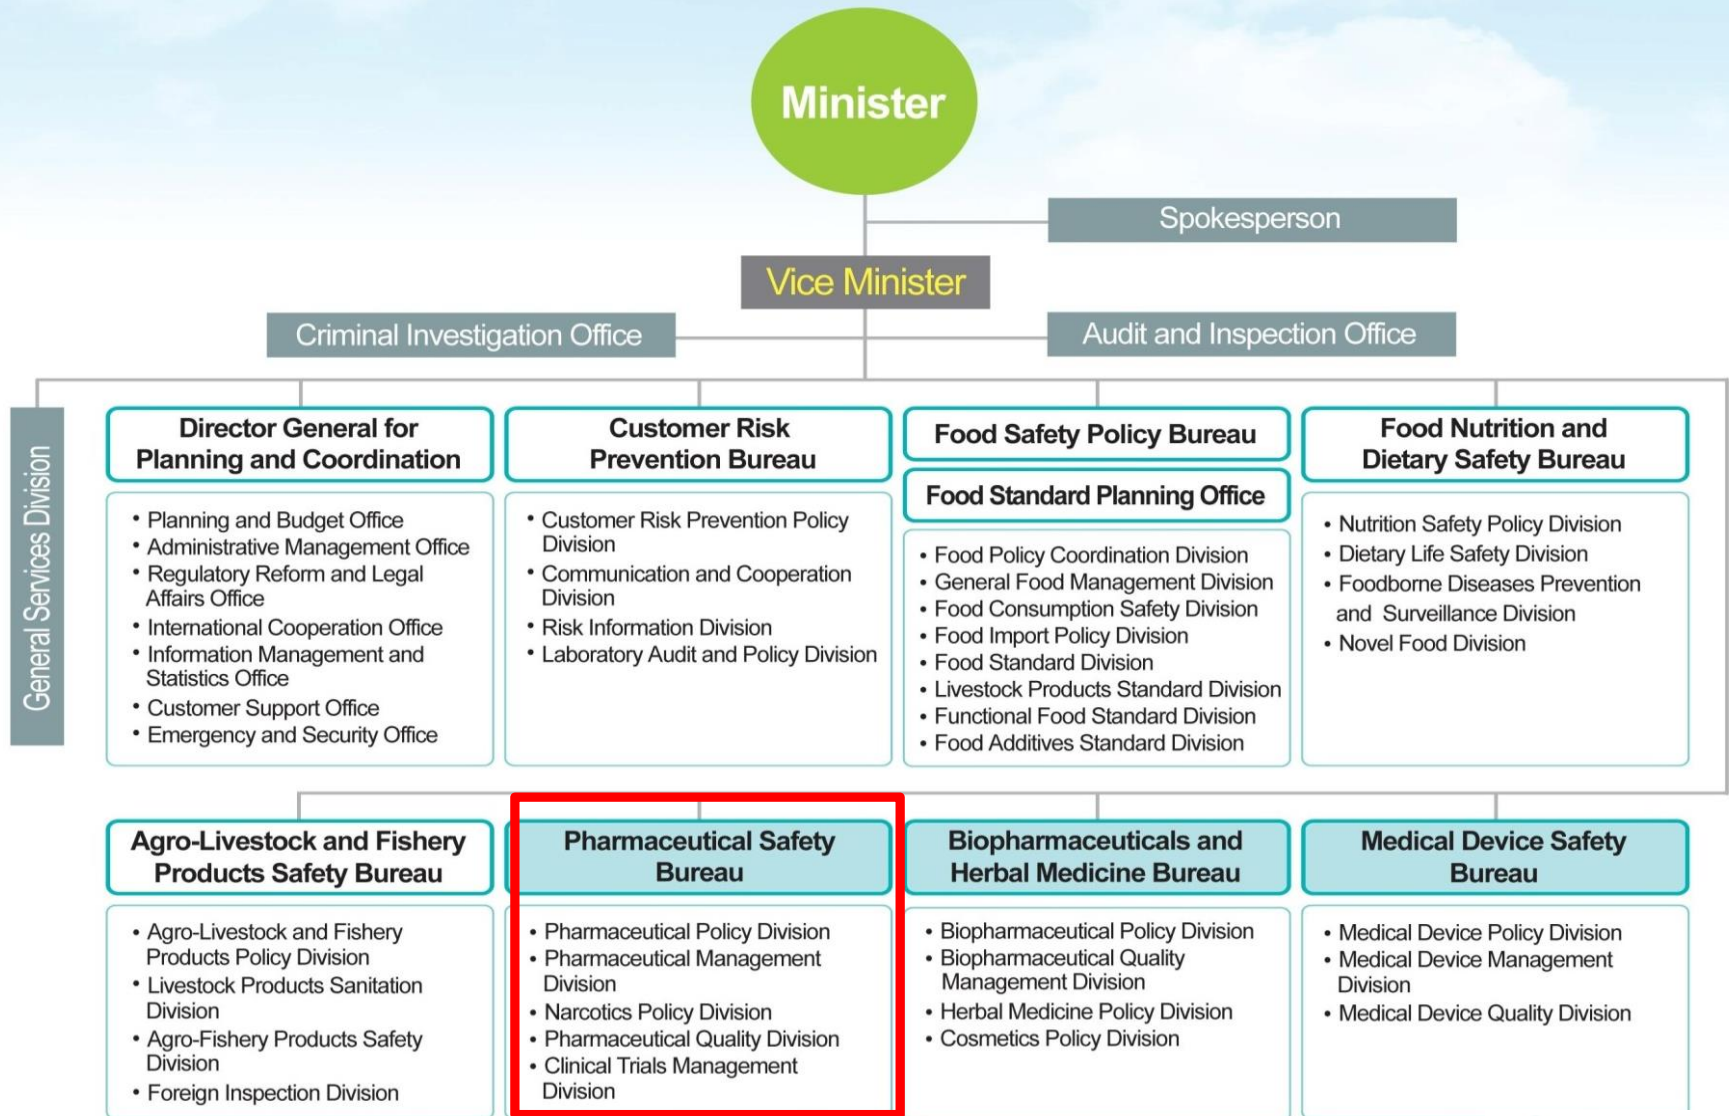 Minister
Spokesperson
Vice Minister
Criminal Investigation Office
Audit and Inspection Office
General Services Division
Director General for
Planning and Coordination
• Planning and Budget Office
• Administrative Management Office
• Regulatory Reform and Legal
Affairs Office
• International Cooperation Office
• Information Management and
Statistics Office
• Customer Support Office
• Emergency and Security Office
Customer Risk
Prevention Bureau
• Customer Risk Prevention Policy
Division
• Communication and Cooperation
Division
• Risk Information Division
• Laboratory Audit and Policy Division
Food Safety Policy Bureau
Food Standard Planning Office
• Food Policy Coordination Division
• General Food Management Division
• Food Consumption Safety Division
• Food Import Policy Division
• Food Standard Division
• Livestock Products Standard Division
• Functional Food Standard Division
• Food Additives Standard Division
Food Nutrition and
Dietary Safety Bureau
• Nutrition Safety Policy Division
• Dietary Life Safety Division
• Foodborne Diseases Prevention
and Surveillance Division
• Novel Food Division
Agro-Livestock and Fishery
Products Safety Bureau
• Agro-Livestock and Fishery
Products Policy Division
• Livestock Products Sanitation
Division
• Agro-Fishery Products Safety
Division
• Foreign Inspection Division
Pharmaceutical Safety
Bureau
• Pharmaceutical Policy Division
• Pharmaceutical Management
Division
• Narcotics Policy Division
• Pharmaceutical Quality Division
• Clinical Trials Management
Division
Biopharmaceuticals and
Herbal Medicine Bureau
• Biopharmaceutical Policy Division
• Biopharmaceutical Quality
Management Division
• Herbal Medicine Policy Division
• Cosmetics Policy Division
Medical Device Safety
Bureau
• Medical Device Policy Division
• Medical Device Management
Division
• Medical Device Quality Division